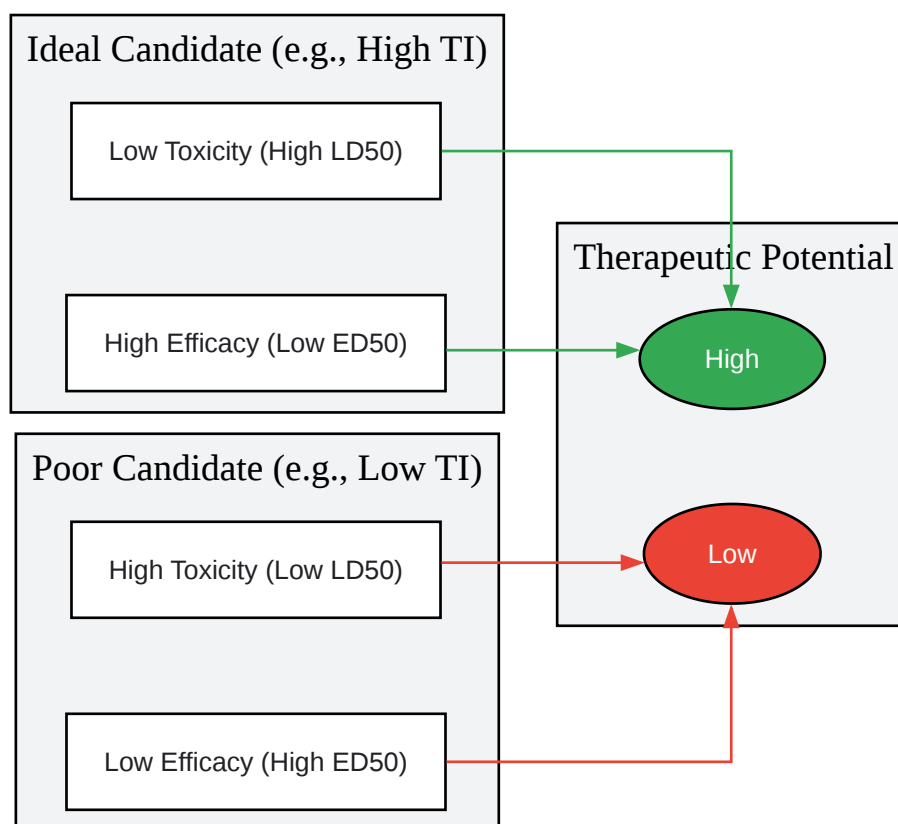 Ideal Candidate (e.g., High TI)
Low Toxicity (High LD50)
High Efficacy (Low ED50)
Therapeutic Potential
High
Low
Poor Candidate (e.g., Low TI)
High Toxicity (Low LD50)
Low Efficacy (High ED50)